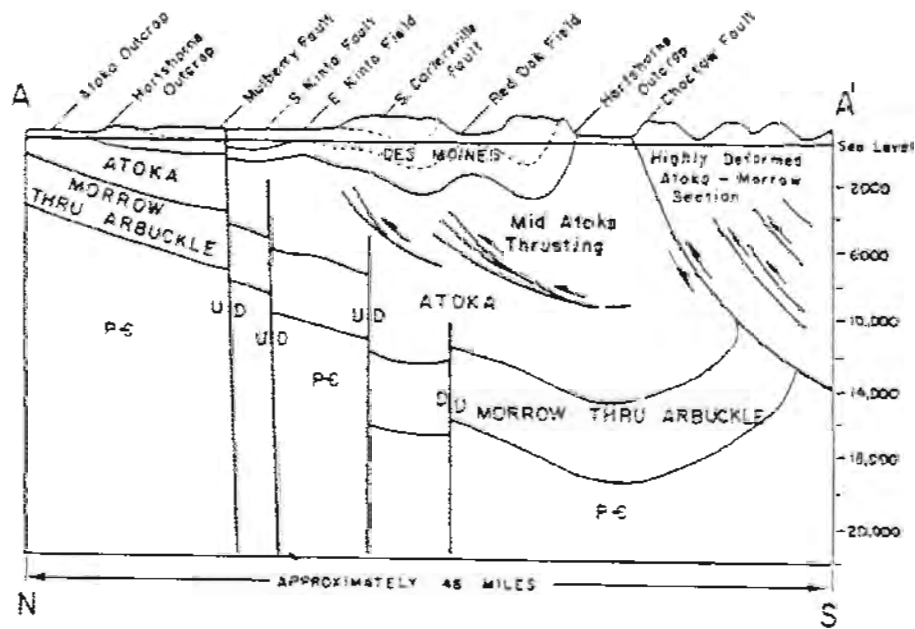 A
Atoka Outcrop
Hartshorne
Outcrop
Mulberry Fault
S. Kinta Fault
E. Kinta Field
S. Cartersville
Fault
Red Oak Field
Hartshorne
Outcrop
Choctaw Fault
A'
Sea Level
DES MOINES
Highly Deformed
Atoka - Morrow
Section
2000
ATOKA
MORROW
THRU ARBUCKLE
Mid Atoka
Thrusting
6000
ATOKA
U D
U D
U D
10,000
P-Є
P-Є
14,000
D U
MORROW THRU ARBUCKLE
18,000
P-Є
20,000
APPROXIMATELY 48 MILES
N
S